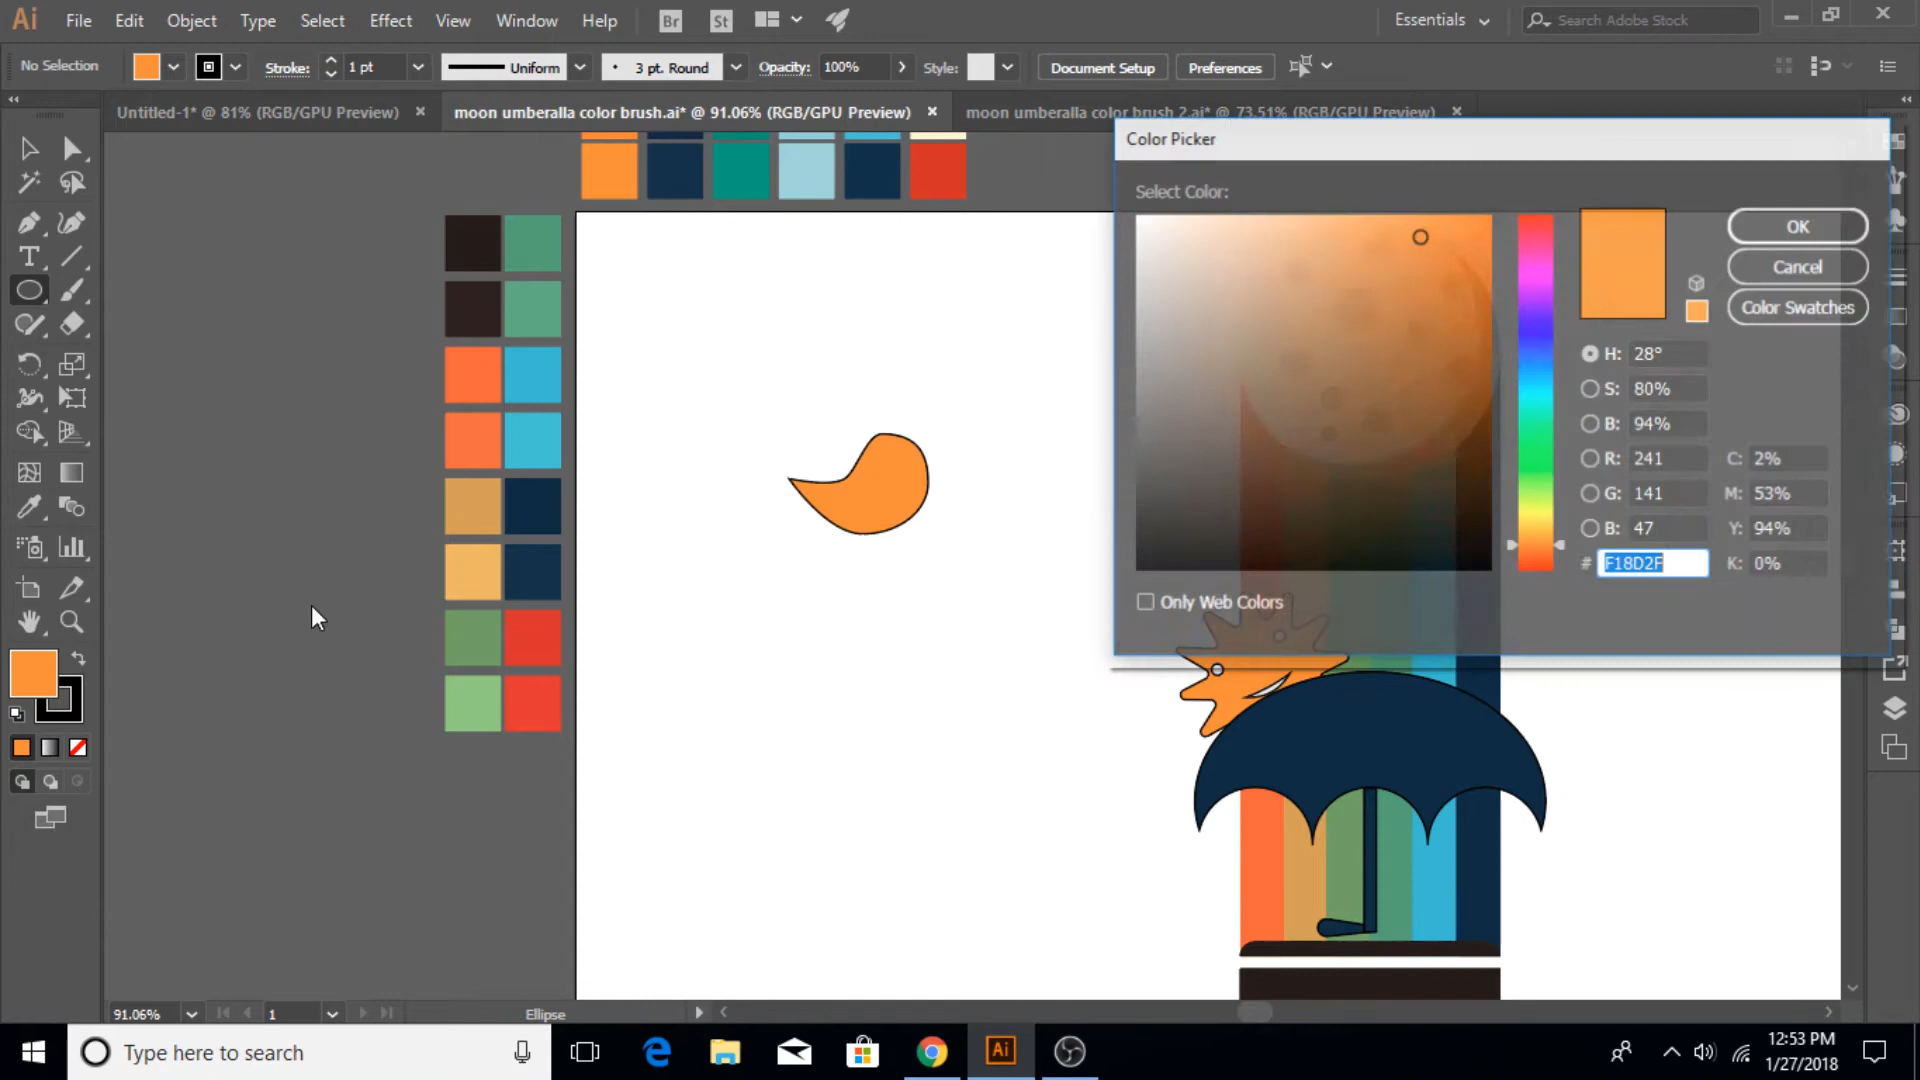 Ai File Edit Object Type Select Effect View Window Help Br St Essentials Search Adobe Stock
No Selection Stroke: 1 pt Uniform 3 pt. Round Opacity: 100% Style: Document Setup Preferences
Untitled-1* @ 81% (RGB/GPU Preview) moon umberalla color brush.ai* @ 91.06% (RGB/GPU Preview) moon umberalla color brush 2.ai* @ 73.51% (RGB/GPU Preview)
Color Picker
Select Color:
OK
Cancel
Color Swatches
H: 28°
S: 80%
B: 94%
R: 241 C: 2%
G: 141 M: 53%
B: 47 Y: 94%
# F18D2F K: 0%
Only Web Colors
91.06% 1 Ellipse
Type here to search
Ai
12:53 PM
1/27/2018